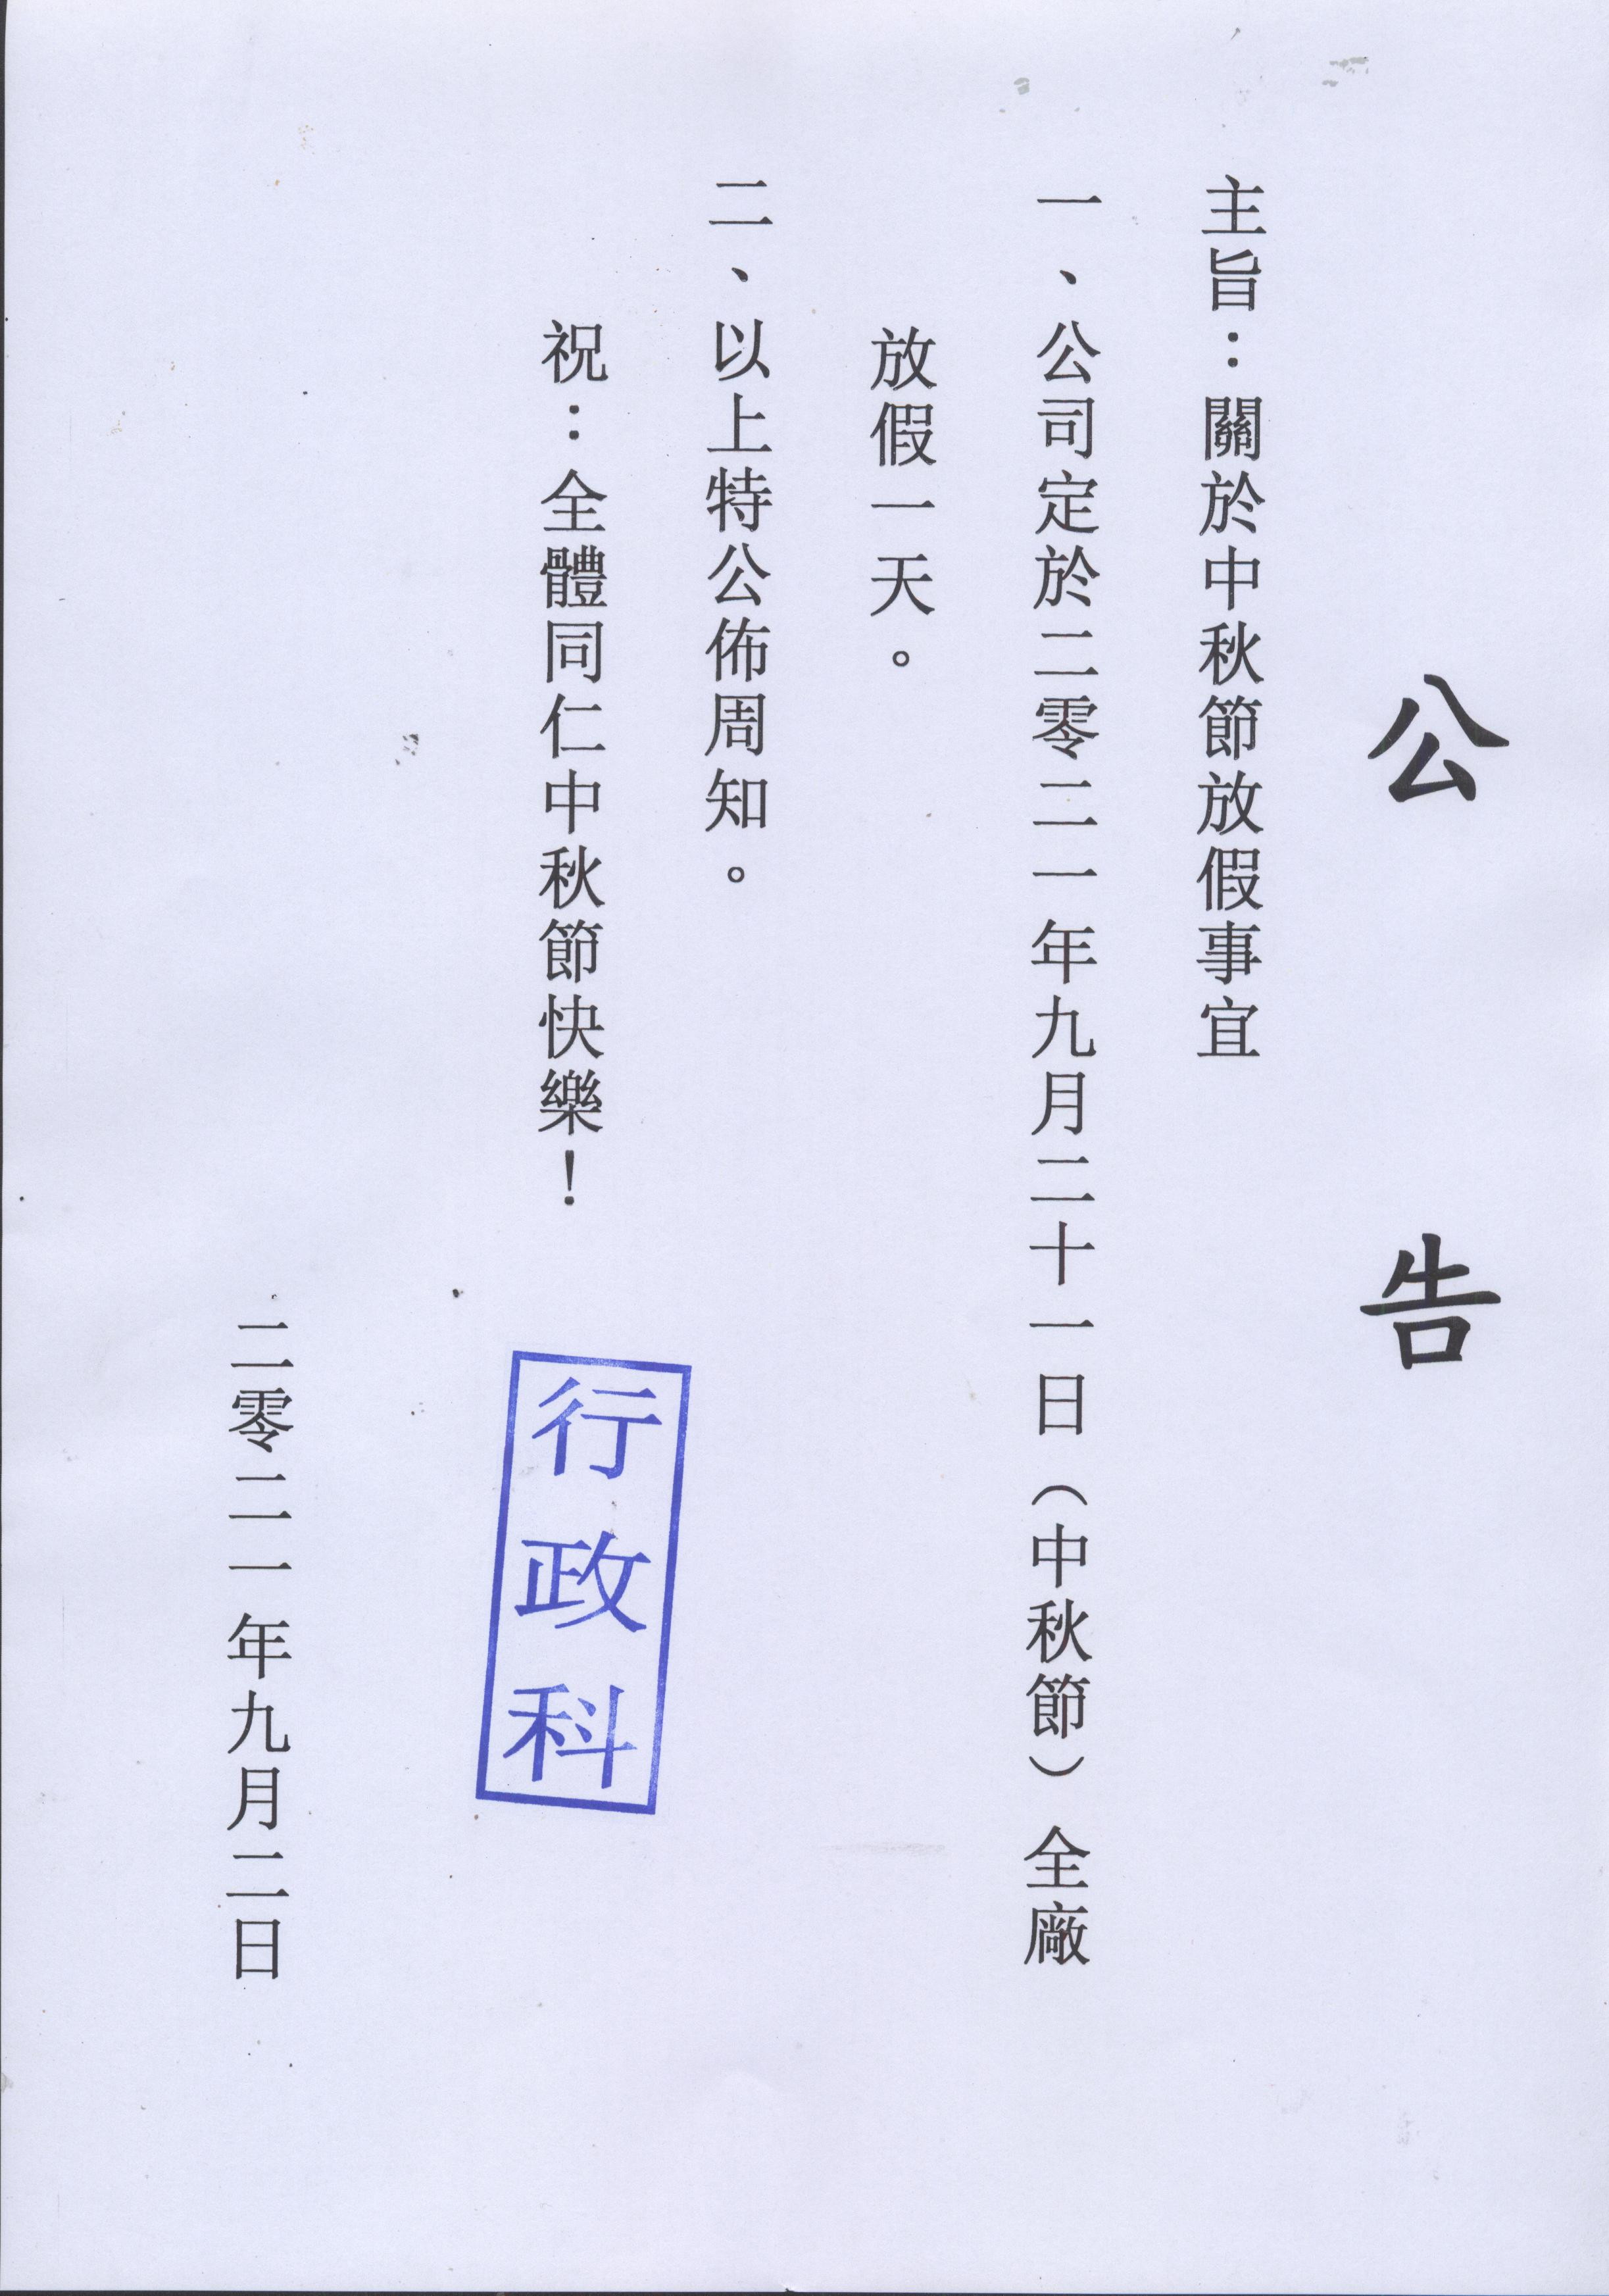 公告
主旨：關於中秋節放假事宜
一、公司定於二零二一年九月二十一日（中秋節）全廠
放假一天。
二、以上特公佈周知。
祝：全體同仁中秋節快樂！
行政科
二零二一年九月二日